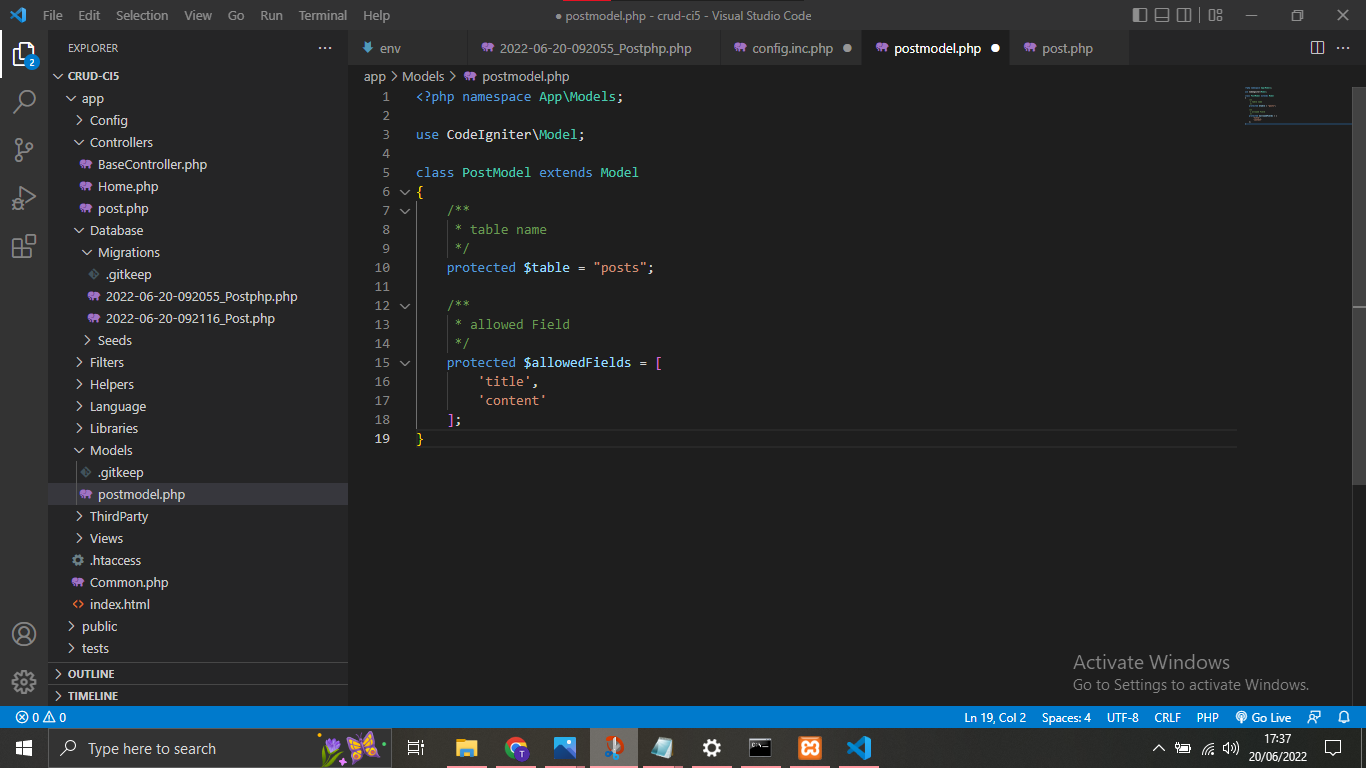 File Edit Selection View Go Run Terminal Help
● postmodel.php - crud-ci5 - Visual Studio Code
EXPLORER
CRUD-CI5
app
Config
Controllers
BaseController.php
Home.php
post.php
Database
Migrations
.gitkeep
2022-06-20-092055_Postphp.php
2022-06-20-092116_Post.php
Seeds
Filters
Helpers
Language
Libraries
Models
.gitkeep
postmodel.php
ThirdParty
Views
.htaccess
Common.php
index.html
public
tests
OUTLINE
TIMELINE
2
env
2022-06-20-092055_Postphp.php
config.inc.php
postmodel.php
post.php
app > Models > postmodel.php
1 <?php namespace App\Models;
2
3 use CodeIgniter\Model;
4
5 class PostModel extends Model
6 {
7 /**
8 * table name
9 */
10 protected $table = "posts";
11
12 /**
13 * allowed Field
14 */
15 protected $allowedFields = [
16 'title',
17 'content'
18 ];
19 }
Activate Windows
Go to Settings to activate Windows.
0 0
Ln 19, Col 2 Spaces: 4 UTF-8 CRLF PHP Go Live
Type here to search
17:37
20/06/2022